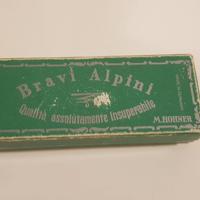 Bravi Alpini
Qualità assolutamente insuperabile
M. HOHNER